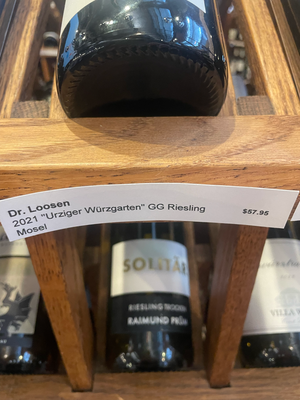 Dr. Loosen
2021 "Urziger Würzgarten" GG Riesling $57.95
Mosel
SOLITÄR
RIESLING TROCKEN
RAIMUND PRÜM
VILLA